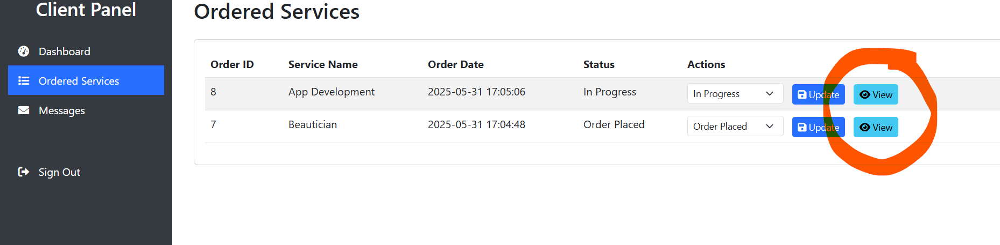 Client Panel
Dashboard
Ordered Services
Messages
Sign Out
Ordered Services
Order ID Service Name Order Date Status Actions
8 App Development 2025-05-31 17:05:06 In Progress In Progress Update View
7 Beautician 2025-05-31 17:04:48 Order Placed Order Placed Update View